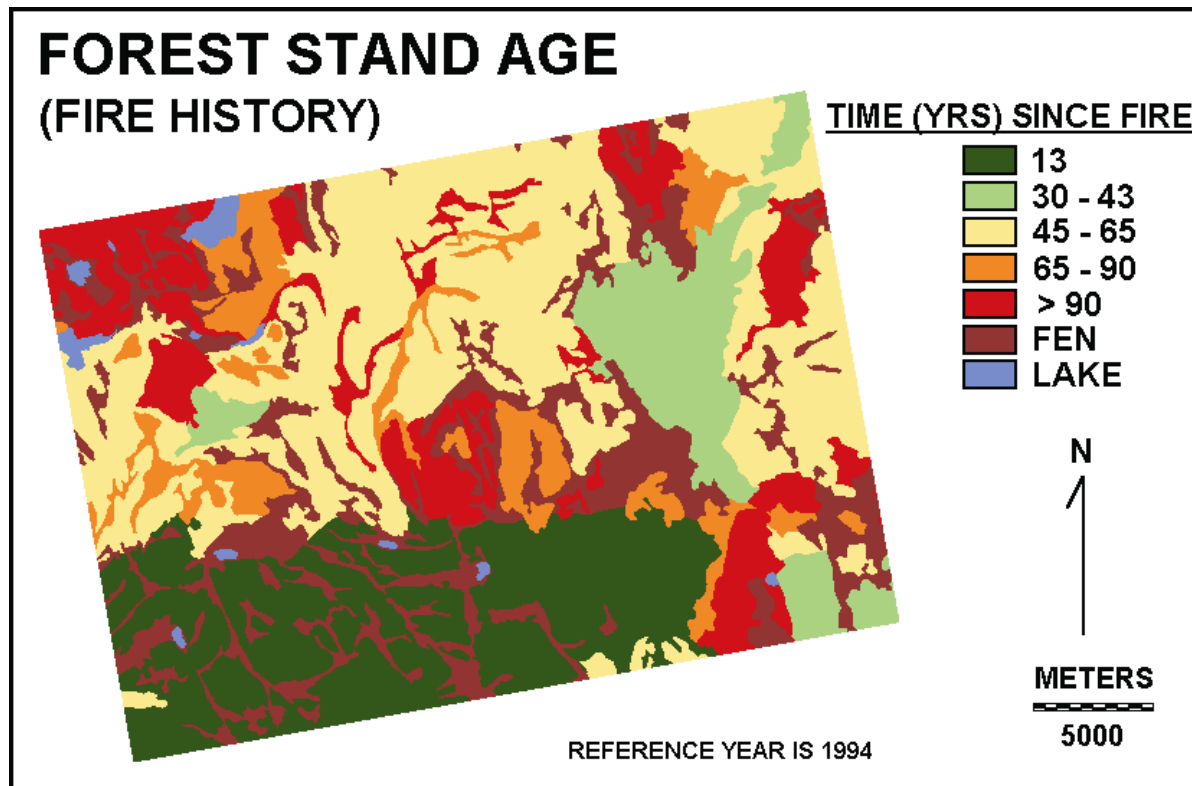 FOREST STAND AGE
(FIRE HISTORY)
TIME (YRS) SINCE FIRE
13
30 - 43
45 - 65
65 - 90
> 90
FEN
LAKE
N
METERS
5000
REFERENCE YEAR IS 1994